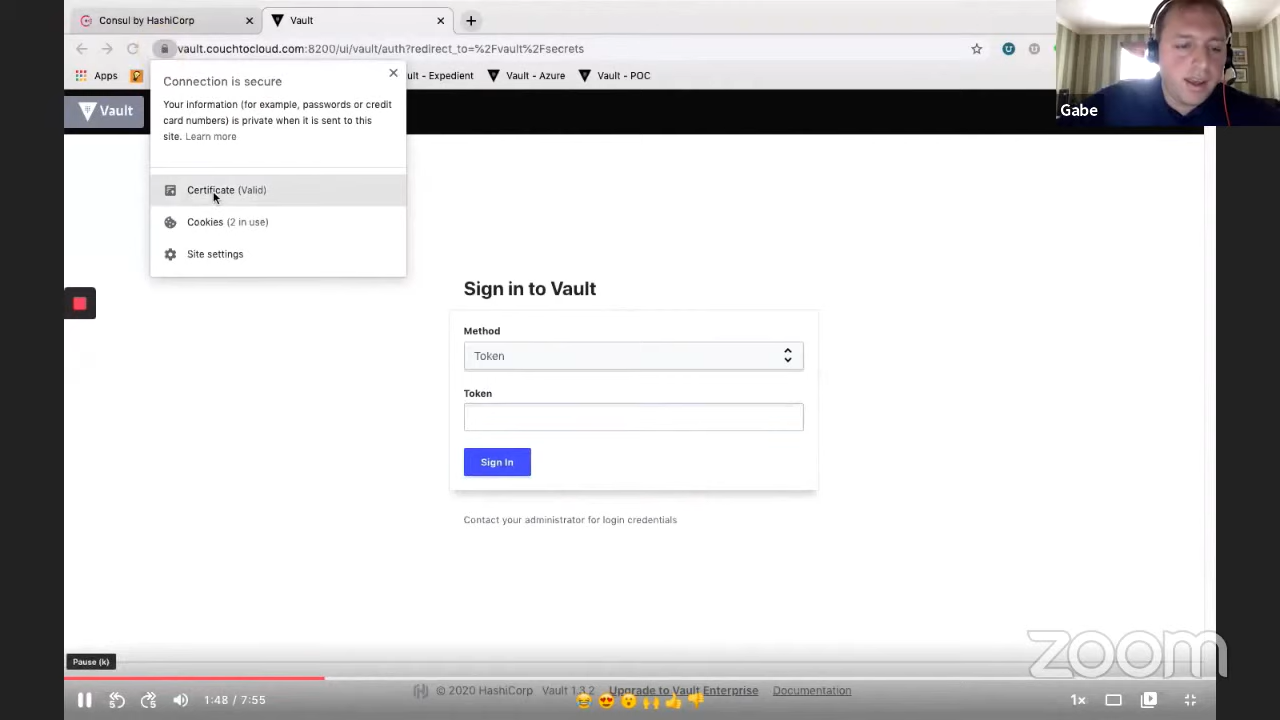 Consul by HashiCorp
Vault
vault.couchtocloud.com:8200/ui/vault/auth?redirect_to=%2Fvault%2Fsecrets
Apps
ult - Expedient
Vault - Azure
Vault - POC
Connection is secure
Your information (for example, passwords or credit
card numbers) is private when it is sent to this
site. Learn more
Certificate (Valid)
Cookies (2 in use)
Site settings
Vault
Gabe
Sign in to Vault
Method
Token
Token
Sign In
Contact your administrator for login credentials
zoom
Pause (k)
1:48 / 7:55
© 2020 HashiCorp Vault 1.3.2 Upgrade to Vault Enterprise Documentation
1x